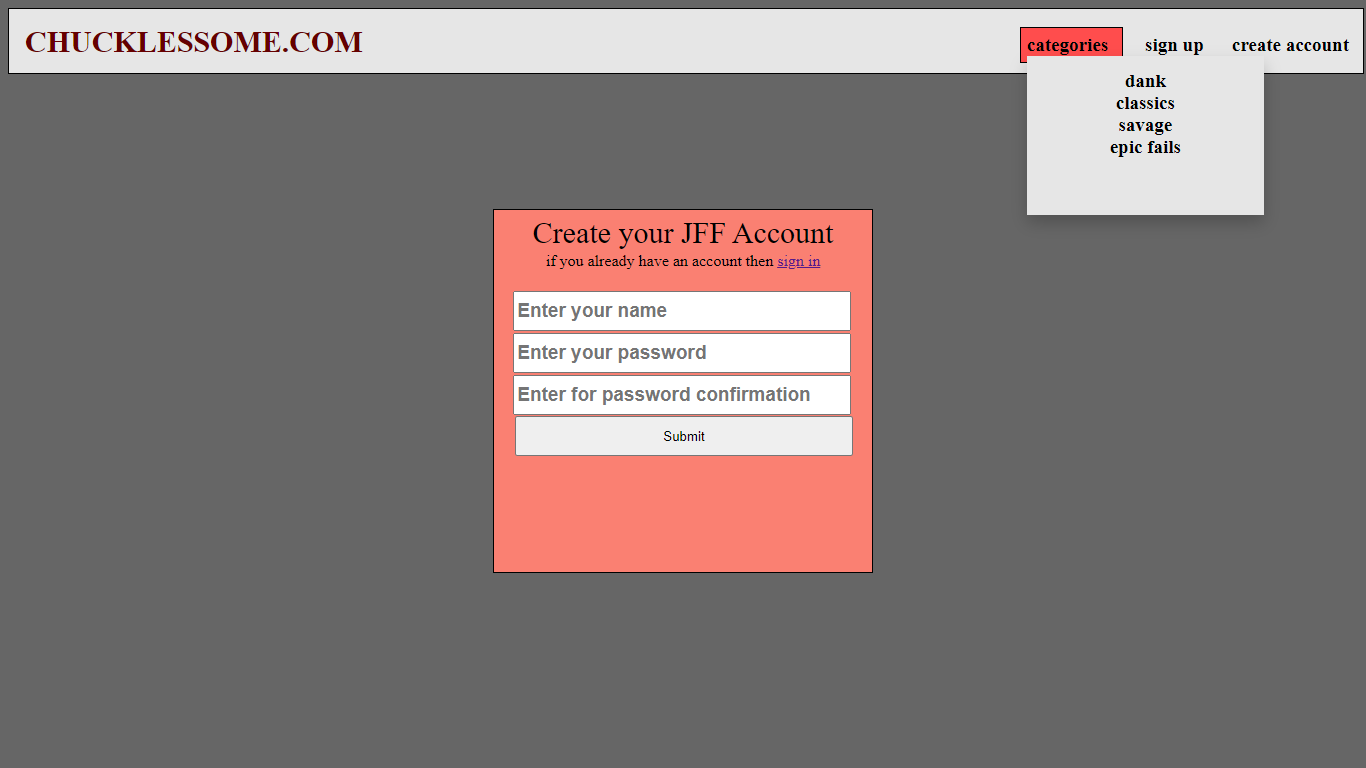 CHUCKLESSOME.COM
categories sign up create account
dank
classics
savage
epic fails
Create your JFF Account
if you already have an account then sign in
Enter your name
Enter your password
Enter for password confirmation
Submit